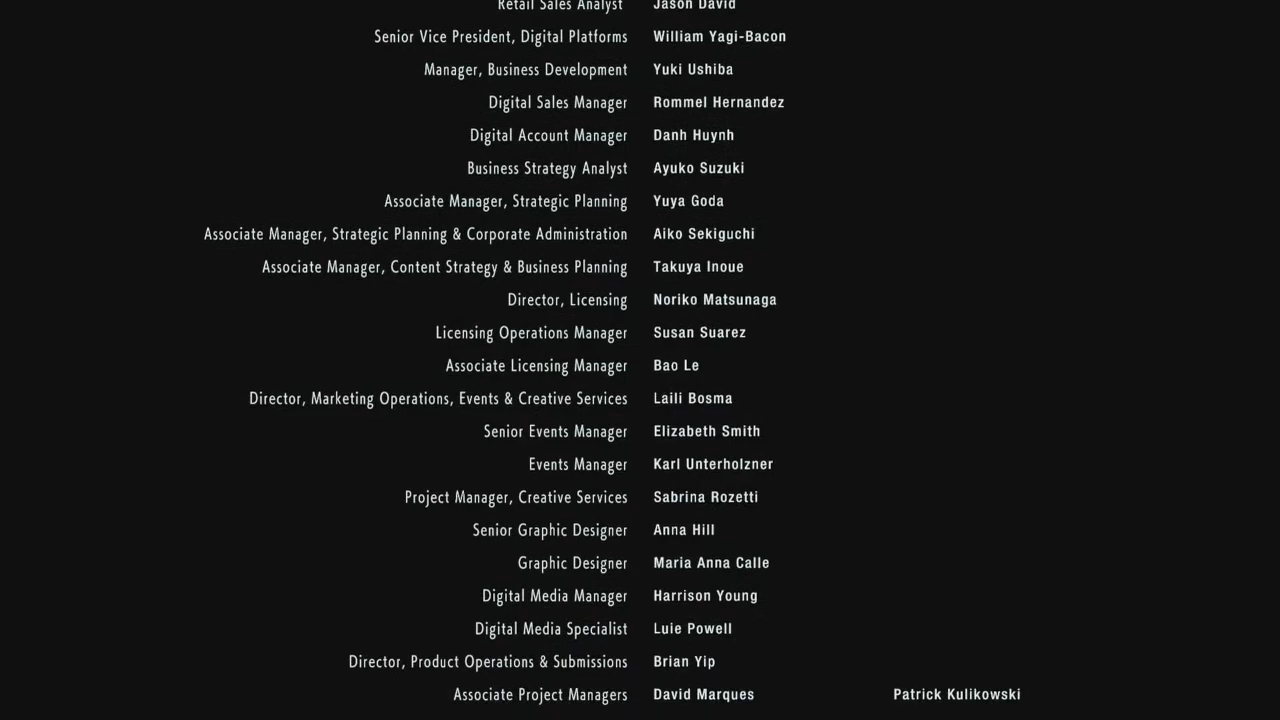 Retail Sales Analyst Jason David
Senior Vice President, Digital Platforms William Yagi-Bacon
Manager, Business Development Yuki Ushiba
Digital Sales Manager Rommel Hernandez
Digital Account Manager Danh Huynh
Business Strategy Analyst Ayuko Suzuki
Associate Manager, Strategic Planning Yuya Goda
Associate Manager, Strategic Planning & Corporate Administration Aiko Sekiguchi
Associate Manager, Content Strategy & Business Planning Takuya Inoue
Director, Licensing Noriko Matsunaga
Licensing Operations Manager Susan Suarez
Associate Licensing Manager Bao Le
Director, Marketing Operations, Events & Creative Services Laili Bosma
Senior Events Manager Elizabeth Smith
Events Manager Karl Unterholzner
Project Manager, Creative Services Sabrina Rozetti
Senior Graphic Designer Anna Hill
Graphic Designer Maria Anna Calle
Digital Media Manager Harrison Young
Digital Media Specialist Luie Powell
Director, Product Operations & Submissions Brian Yip
Associate Project Managers David Marques Patrick Kulikowski